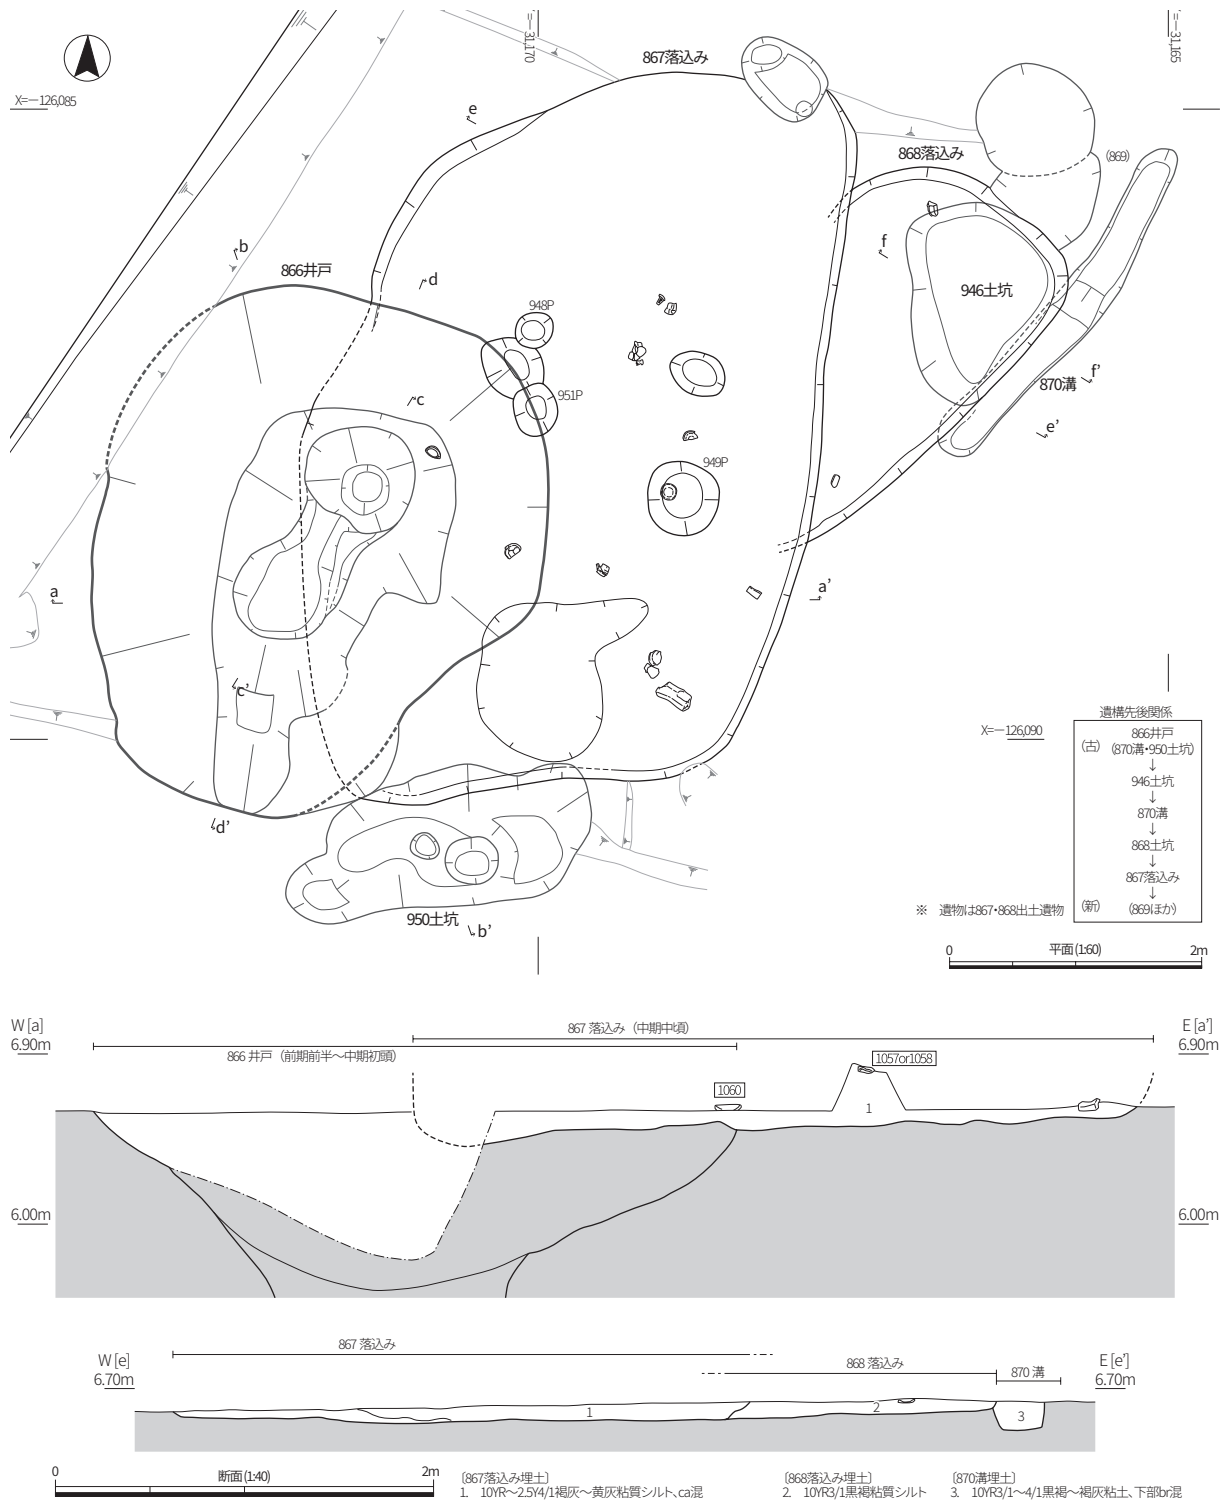 =-31,170
=-31,165
867落込み
X=-126,085
e
868落込み
(869)
b
f
866井戸
d
946土坑
948P
f'
870溝
c
951P
e'
949P
a
a'
c'
遺構先後関係
866井戸
(古) (870溝・950土坑)
↓
946土坑
↓
870溝
↓
868土坑
↓
867落込み
↓
(新) (869ほか)
X=-126,090
d'
950土坑
b'
※ 遺物は867・868出土遺物
0 平面(1:60) 2m
W [a] E [a']
6.90m 867 落込み (中期中頃) 6.90m
866 井戸 (前期前半〜中期初頭)
1057or1058
1060
1
6.00m 6.00m
867 落込み
W [e] 868 落込み 870 溝 E [e']
6.70m 6.70m
1 2 3
0 断面(1:40) 2m
〔867落込み埋土〕 〔868落込み埋土〕 〔870溝埋土〕
1. 10YR〜2.5Y4/1褐灰〜黄灰粘質シルト、ca混 2. 10YR3/1黒褐粘質シルト 3. 10YR3/1〜4/1黒褐〜褐灰粘土、下部br混